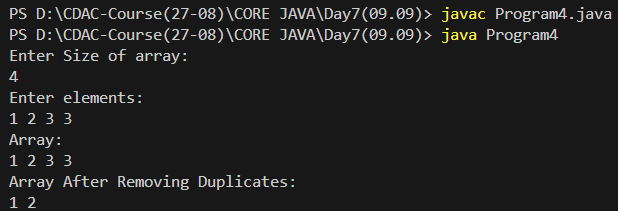 PS D:\CDAC-Course(27-08)\CORE JAVA\Day7(09.09)> javac Program4.java
PS D:\CDAC-Course(27-08)\CORE JAVA\Day7(09.09)> java Program4
Enter Size of array:
4
Enter elements:
1 2 3 3
Array:
1 2 3 3
Array After Removing Duplicates:
1 2